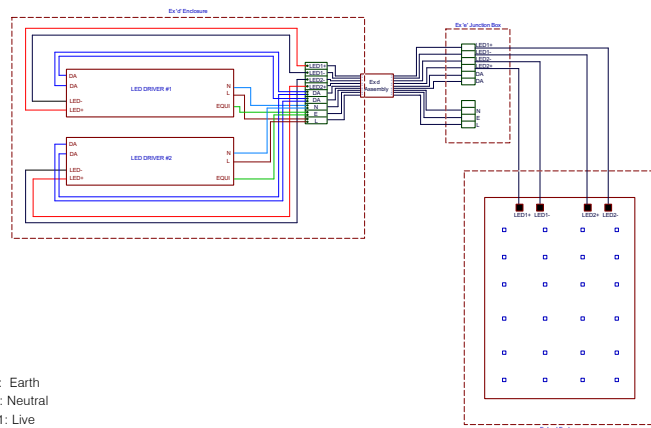 Ex 'd' Enclosure
Ex 'e' Junction Box
DA
DA
LED-
LED+
LED DRIVER #1
N
L
EQUI
DA
DA
LED-
LED+
LED DRIVER #2
N
L
EQUI
LED1+
LED1-
LED2-
LED2+
DA
DA
N
E
L
Ex d
Assembly
LED1+
LED1-
LED2-
LED2+
DA
DA
N
E
L
LED1+ LED1- LED2+ LED2-
: Earth
: Neutral
1: Live